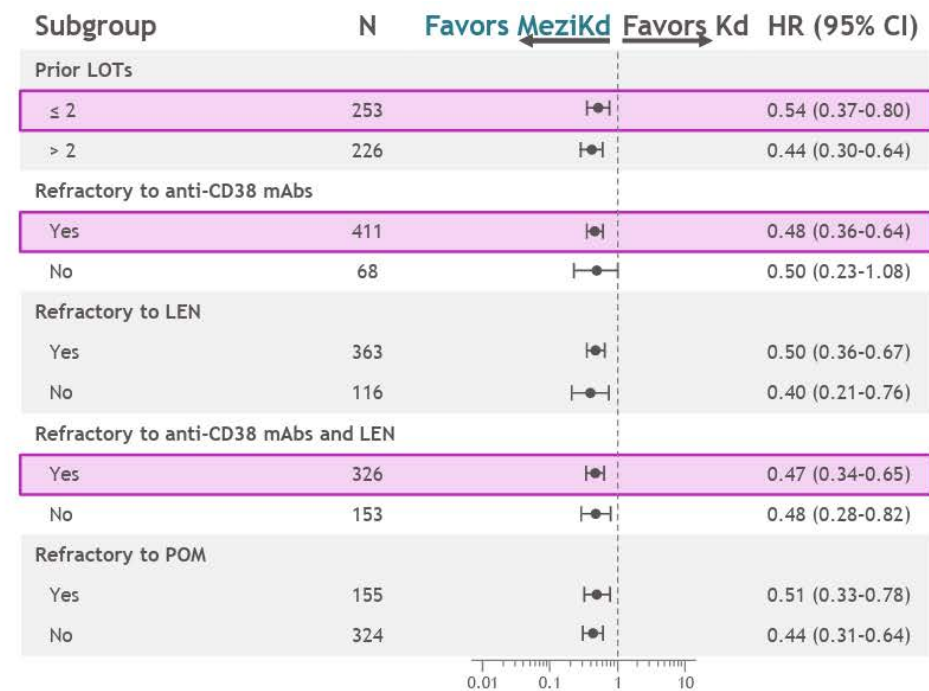 Subgroup N Favors MeziKd Favors Kd HR (95% CI)
Prior LOTs
≤ 2 253 0.54 (0.37-0.80)
> 2 226 0.44 (0.30-0.64)
Refractory to anti-CD38 mAbs
Yes 411 0.48 (0.36-0.64)
No 68 0.50 (0.23-1.08)
Refractory to LEN
Yes 363 0.50 (0.36-0.67)
No 116 0.40 (0.21-0.76)
Refractory to anti-CD38 mAbs and LEN
Yes 326 0.47 (0.34-0.65)
No 153 0.48 (0.28-0.82)
Refractory to POM
Yes 155 0.51 (0.33-0.78)
No 324 0.44 (0.31-0.64)
0.01 0.1 1 10